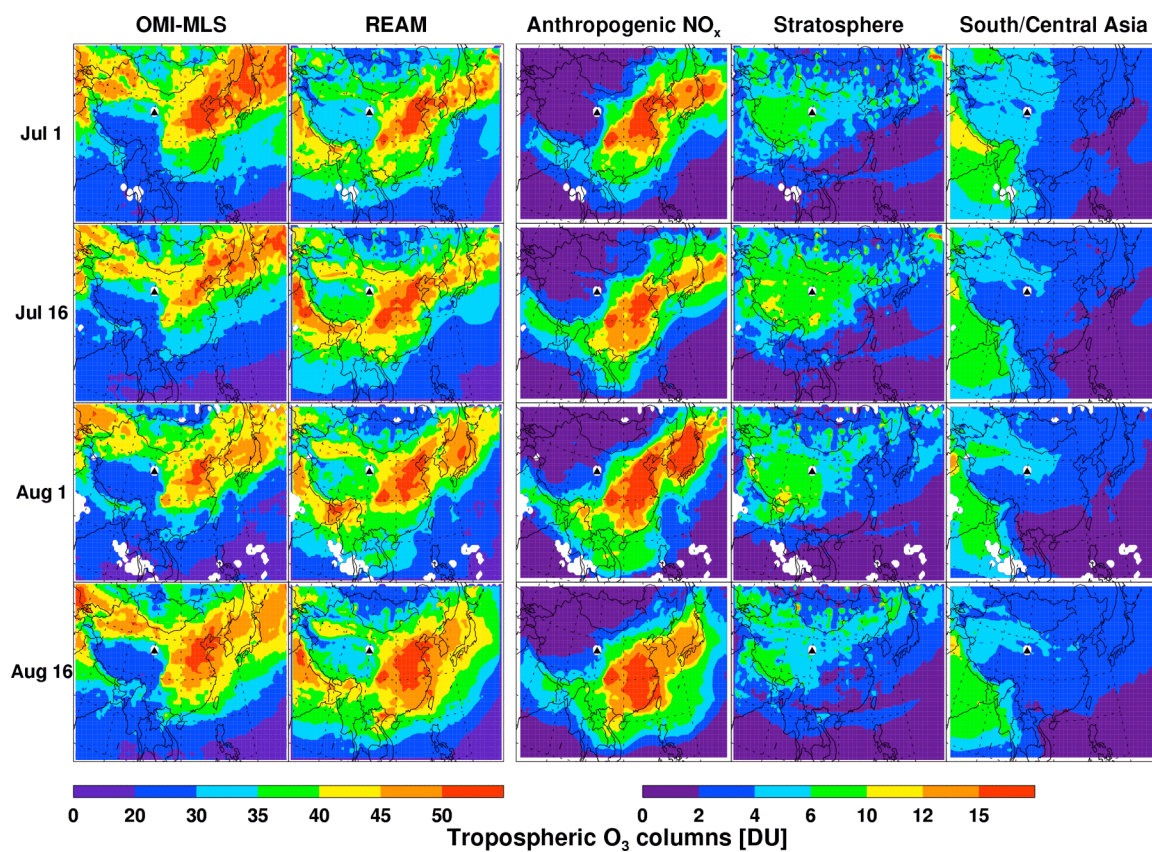 OMI-MLS REAM Anthropogenic NOₓ Stratosphere South/Central Asia
Jul 1
Jul 16
Aug 1
Aug 16
0 20 30 35 40 45 50 0 2 4 6 10 12 15
Tropospheric O₃ columns [DU]